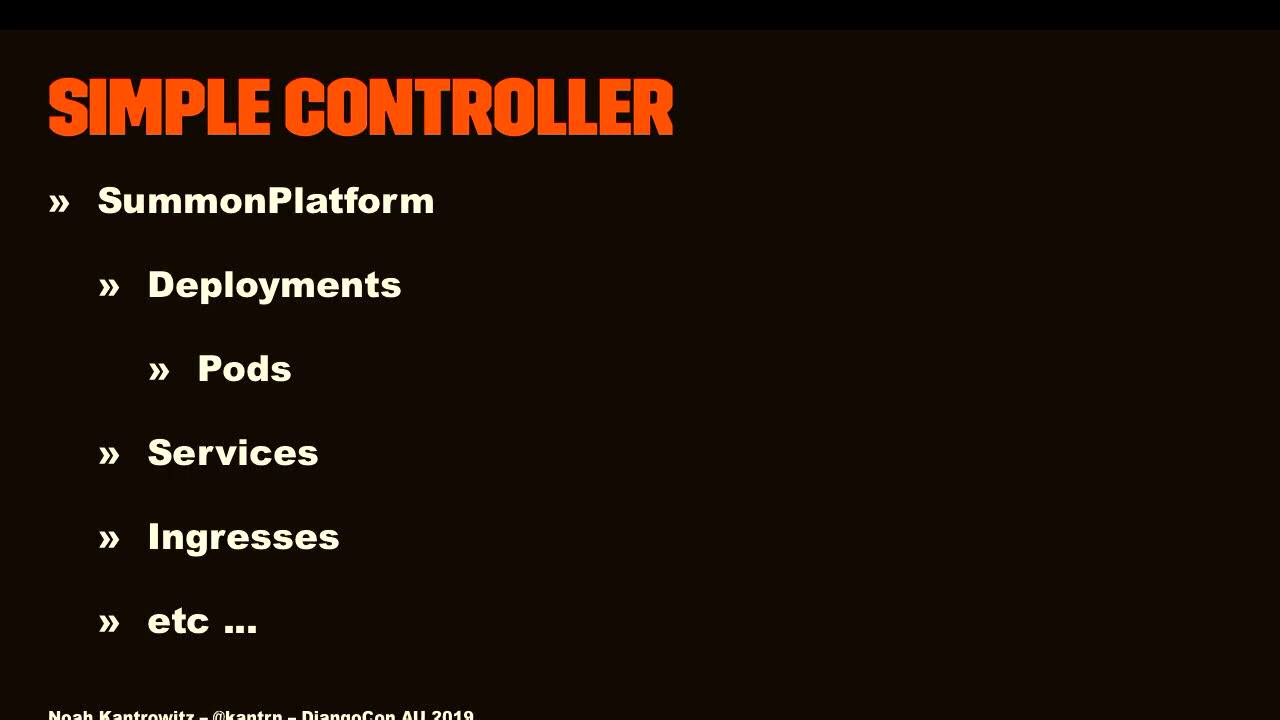 SIMPLE CONTROLLER
» SummonPlatform
» Deployments
» Pods
» Services
» Ingresses
» etc ...
Noah Kantrowitz – @kantrn – DjangoCon AU 2019